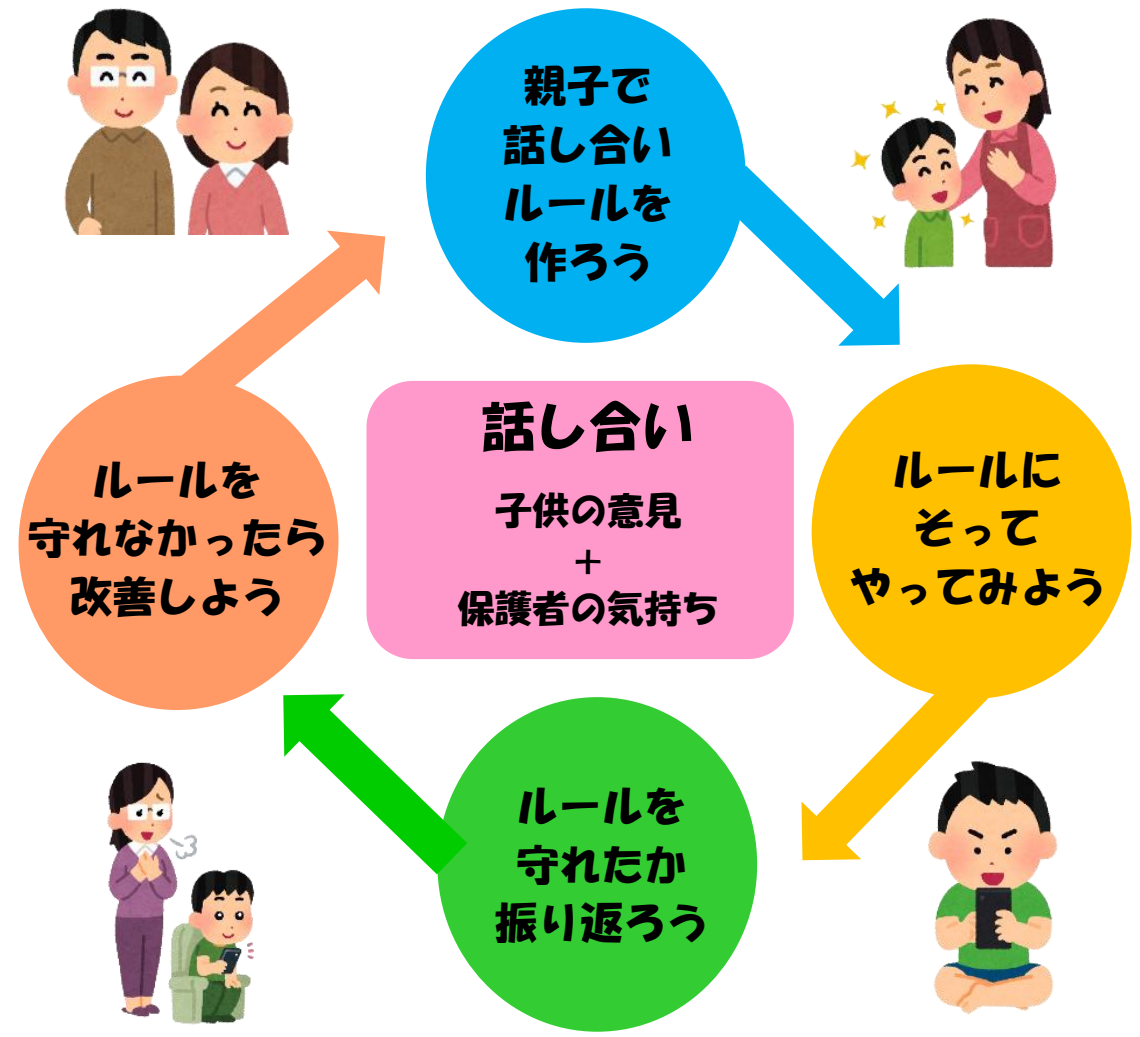 親子で
話し合い
ルールを
作ろう
ルールに
そって
やってみよう
ルールを
守れたか
振り返ろう
ルールを
守れなかったら
改善しよう
話し合い
子供の意見
+
保護者の気持ち